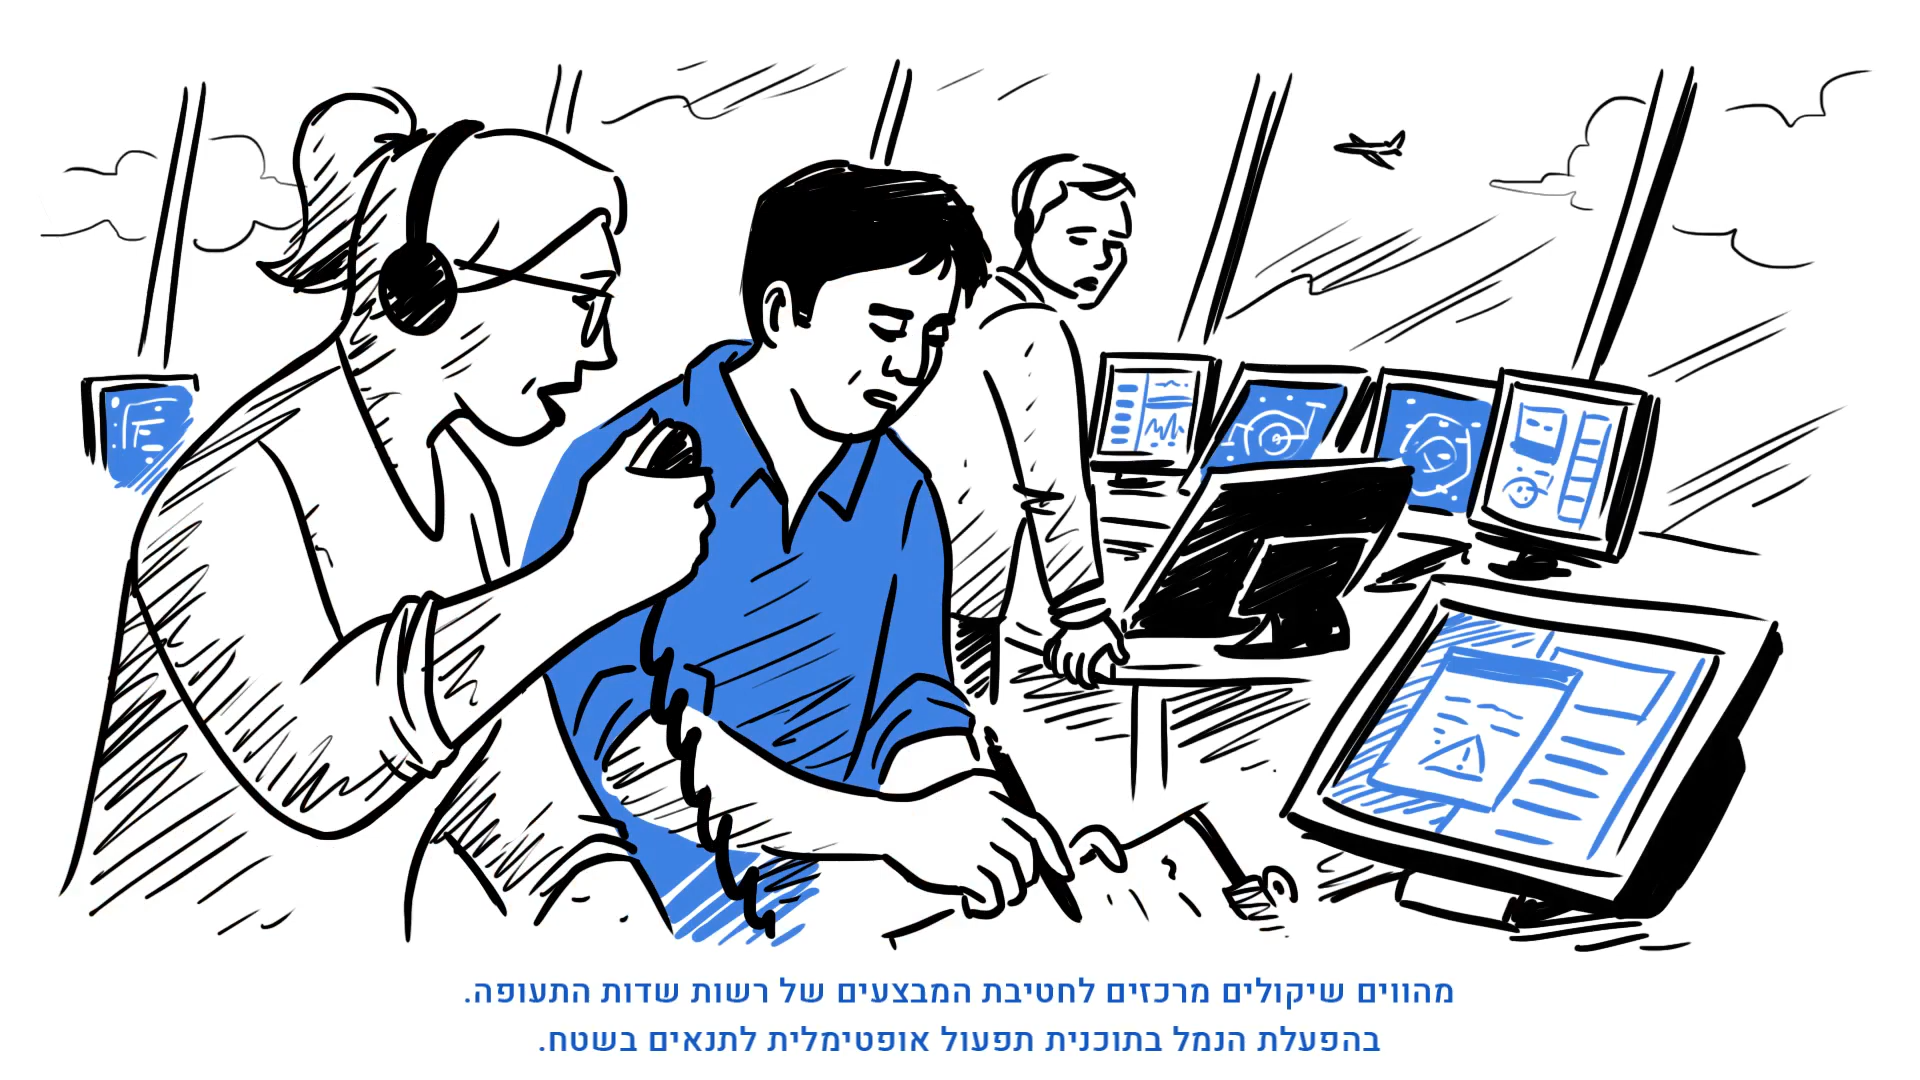 מהווים שיקולים מרכזים לחטיבת המבצעים של רשות שדות התעופה.
בהפעלת הנמל בתוכנית תפעול אופטימלית לתנאים בשטח.